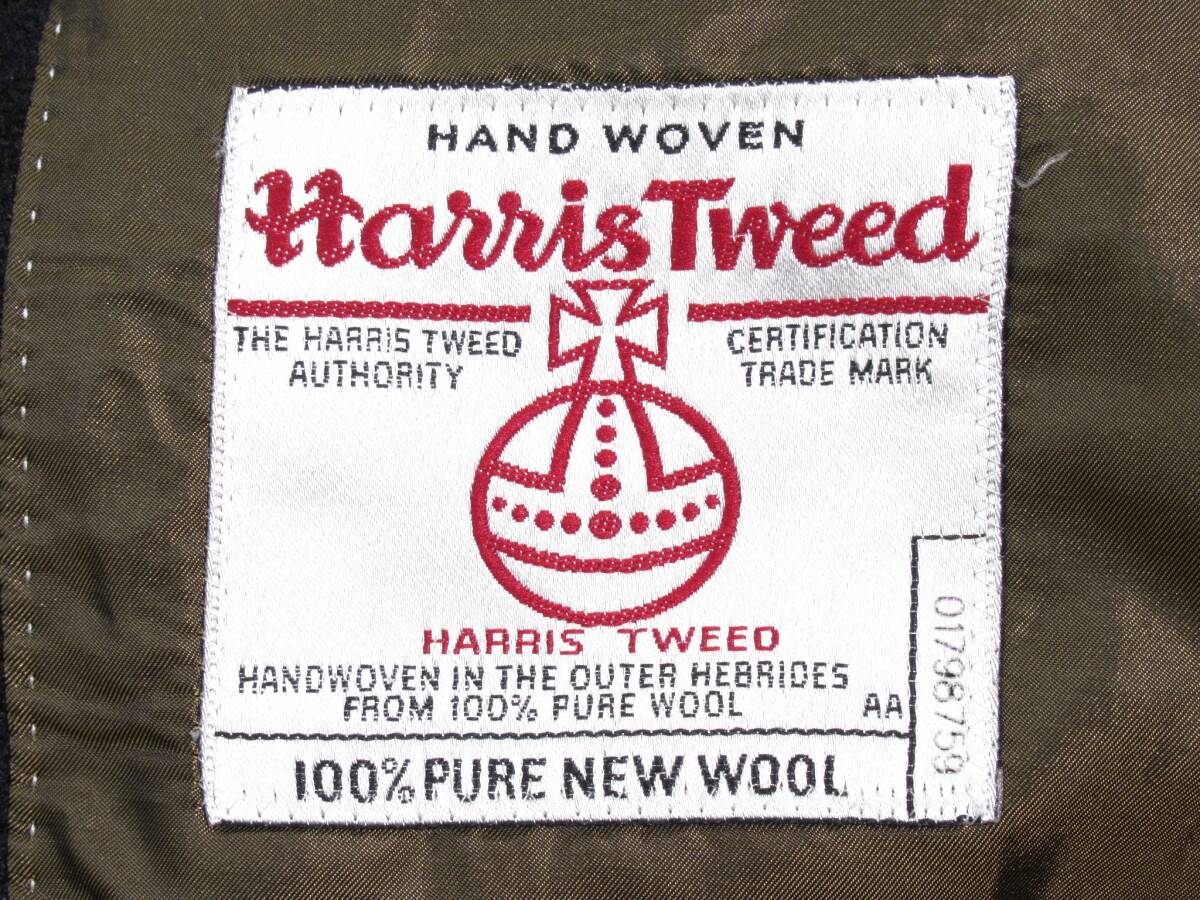 HAND WOVEN
Harris Tweed
THE HARRIS TWEED
AUTHORITY
CERTIFICATION
TRADE MARK
HARRIS TWEED
HANDWOVEN IN THE OUTER HEBRIDES
FROM 100% PURE WOOL
AA
017998759
100% PURE NEW WOOL